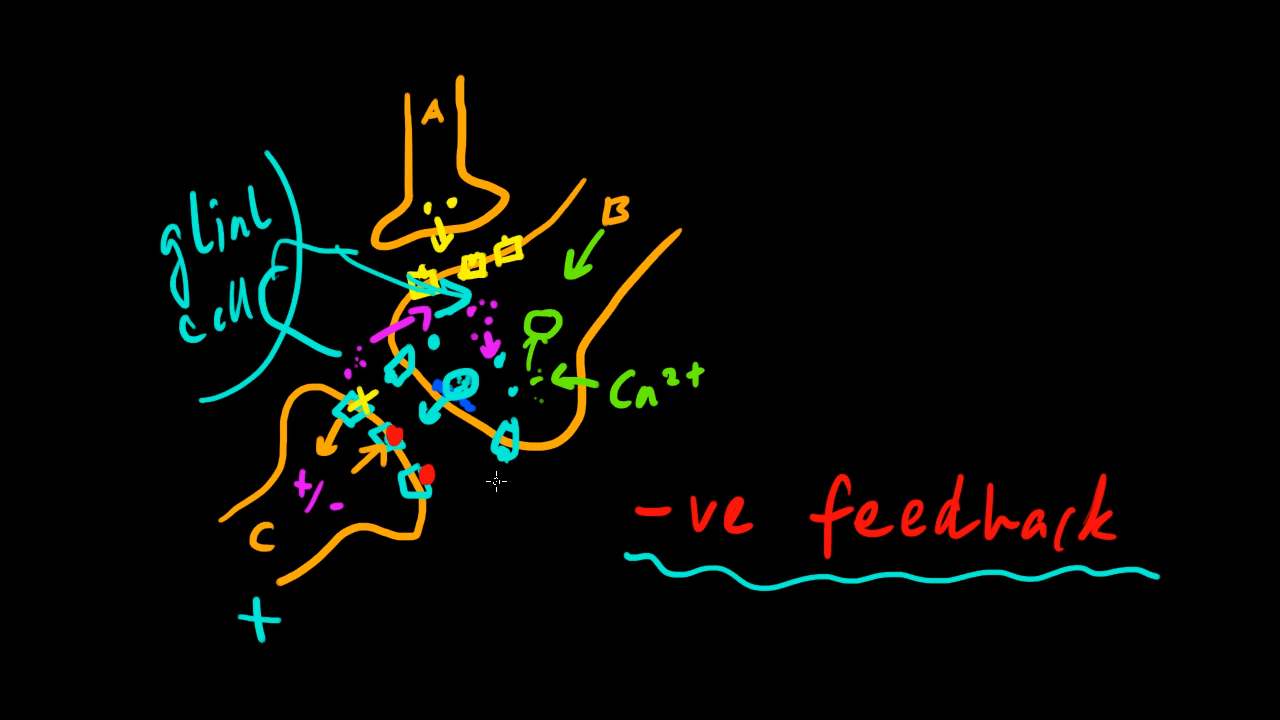 A
B
glial
cell
Ca²⁺
+/-
C
-ve feedback
+